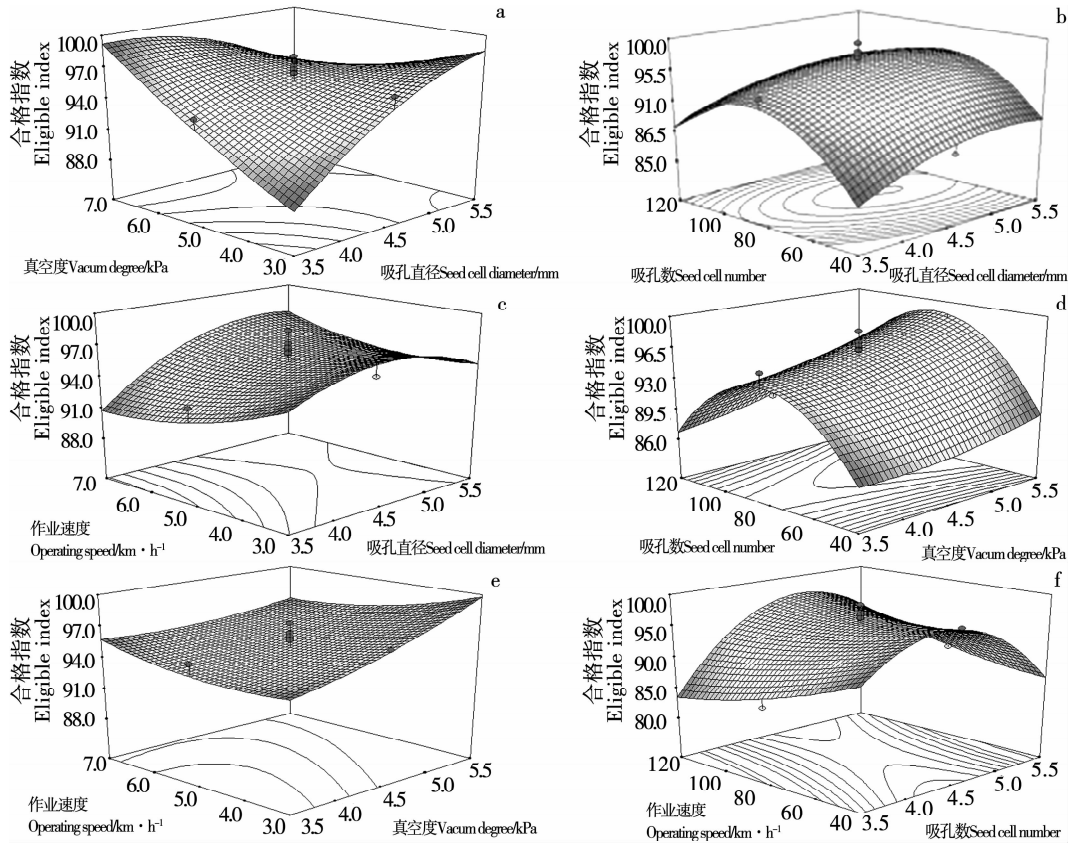 a
合格指数
Eligible index
100.0
97.0
94.0
91.0
88.0
7.0
6.0
5.0
4.0
3.0
真空度Vacum degree/kPa
3.5
4.0
4.5
5.0
5.5
吸孔直径Seed cell diameter/mm
b
合格指数
Eligible index
100.0
95.5
91.0
86.5
85.0
120
100
80
60
40
吸孔数Seed cell number
3.5
4.0
4.5
5.0
5.5
吸孔直径Seed cell diameter/mm
c
合格指数
Eligible index
100.0
97.0
94.0
91.0
88.0
7.0
6.0
5.0
4.0
3.0
作业速度
Operating speed/km·h⁻¹
3.5
4.0
4.5
5.0
5.5
吸孔直径Seed cell diameter/mm
d
合格指数
Eligible index
100.0
96.5
93.0
89.5
86.0
120
100
80
60
40
吸孔数Seed cell number
3.5
4.0
4.5
5.0
5.5
真空度Vacum degree/kPa
e
合格指数
Eligible index
100.0
97.0
94.0
91.0
88.0
7.0
6.0
5.0
4.0
3.0
作业速度
Operating speed/km·h⁻¹
3.5
4.0
4.5
5.0
5.5
真空度Vacum degree/kPa
f
合格指数
Eligible index
100.0
95.0
90.0
85.0
80.0
120
100
80
60
40
作业速度
Operating speed/km·h⁻¹
3.5
4.0
4.5
5.0
5.5
吸孔数Seed cell number